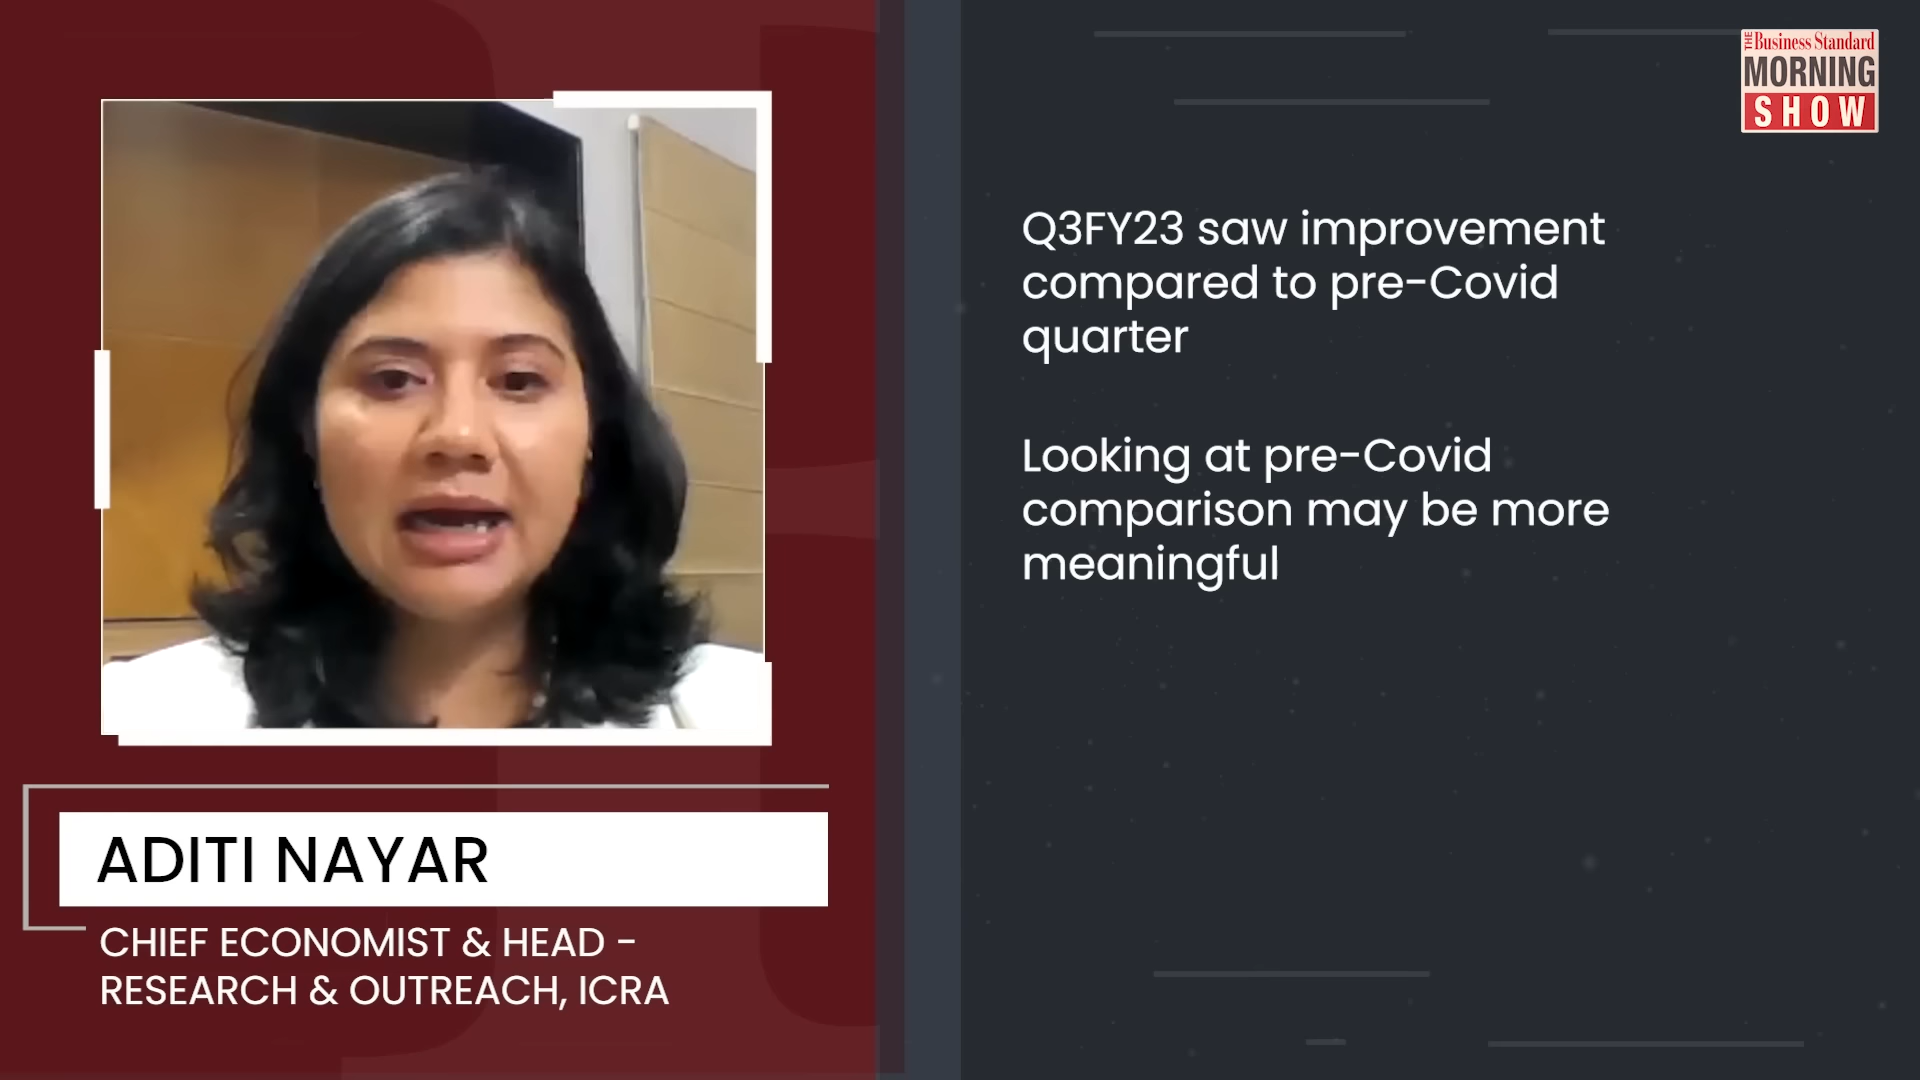 THE Business Standard
MORNING
SHOW
Q3FY23 saw improvement
compared to pre-Covid
quarter
Looking at pre-Covid
comparison may be more
meaningful
ADITI NAYAR
CHIEF ECONOMIST & HEAD -
RESEARCH & OUTREACH, ICRA